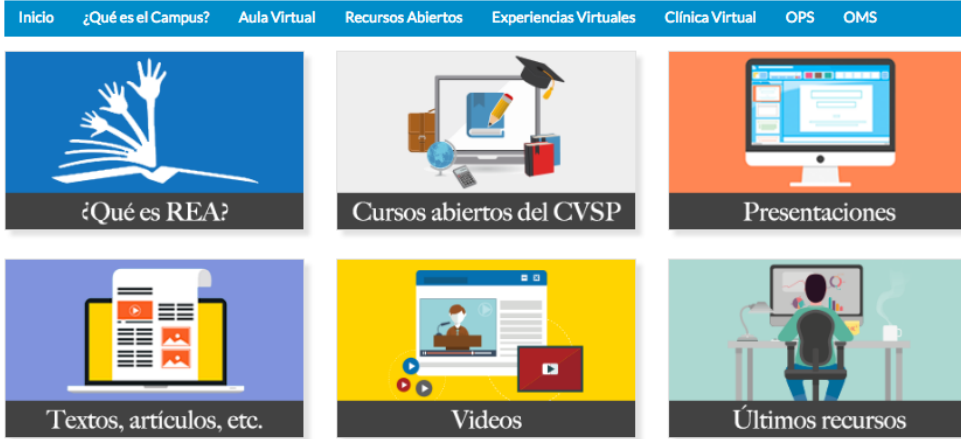 Inicio ¿Qué es el Campus? Aula Virtual Recursos Abiertos Experiencias Virtuales Clínica Virtual OPS OMS
¿Qué es REA?
Cursos abiertos del CVSP
Presentaciones
Textos, artículos, etc.
Videos
Últimos recursos